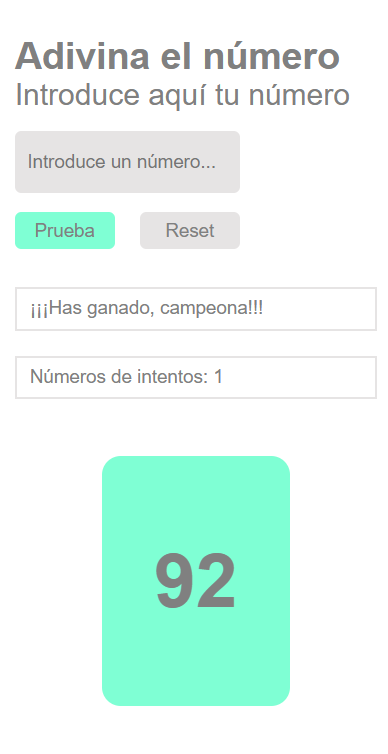 Adivina el número
Introduce aquí tu número
Introduce un número...
Prueba
Reset
¡¡¡Has ganado, campeona!!!
Números de intentos: 1
92